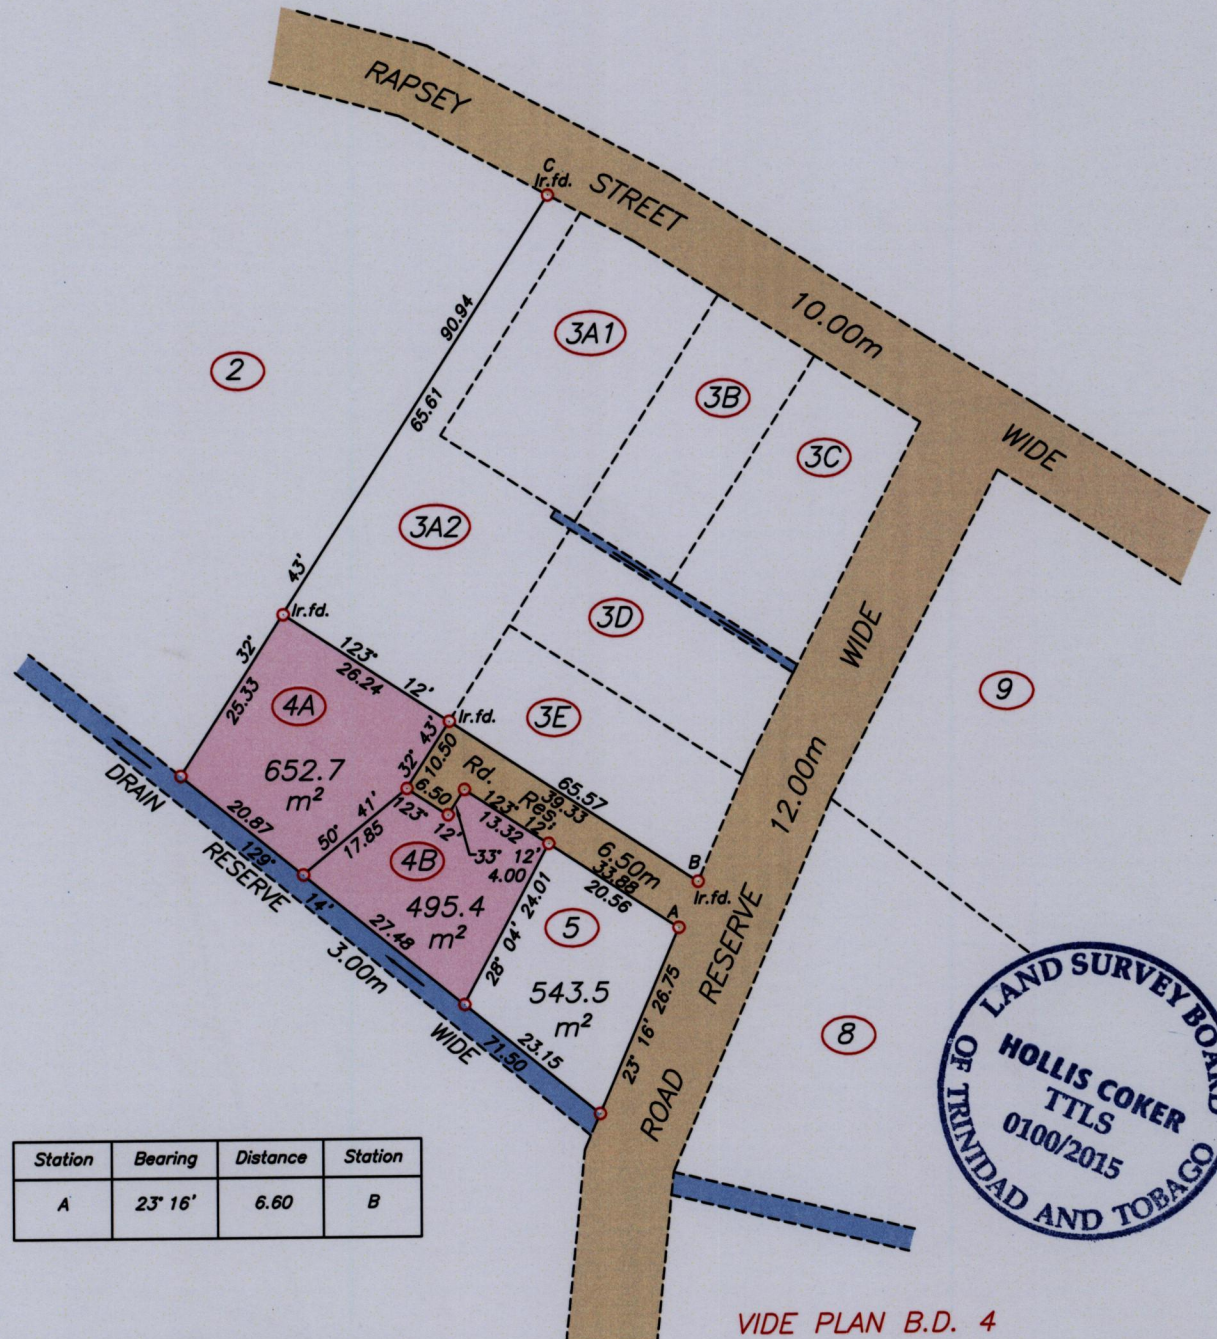 RAPSEY
C
Ir.fd.
STREET
90.94
3A1
10.00m
2
65.61
3B
WIDE
3C
3A2
43'
Ir.fd.
3D
WIDE
32°
123°
26.24
12'
9
25.33
4A
43'
Ir.fd.
3E
652.7
m²
32°
10.50
Rd.
65.57
39.33
12.00m
DRAIN
6.50
123°
Res.
20.87
50°
41'
17.85
123°
12'
13.32
12'
6.50m
B
Ir.fd.
129°
4B
33° 12'
4.00
33.88
20.56
RESERVE
14'
495.4
m²
24.01
A
RESERVE
27.48
28° 04'
5
3.00m
543.5
m²
26.75
8
WIDE
71.50
23.15
23° 16'
ROAD
LAND SURVEY BOARD
OF TRINIDAD AND TOBAGO
HOLLIS COKER
TTLS
0100/2015
Station Bearing Distance Station
A 23° 16' 6.60 B
VIDE PLAN B.D. 4